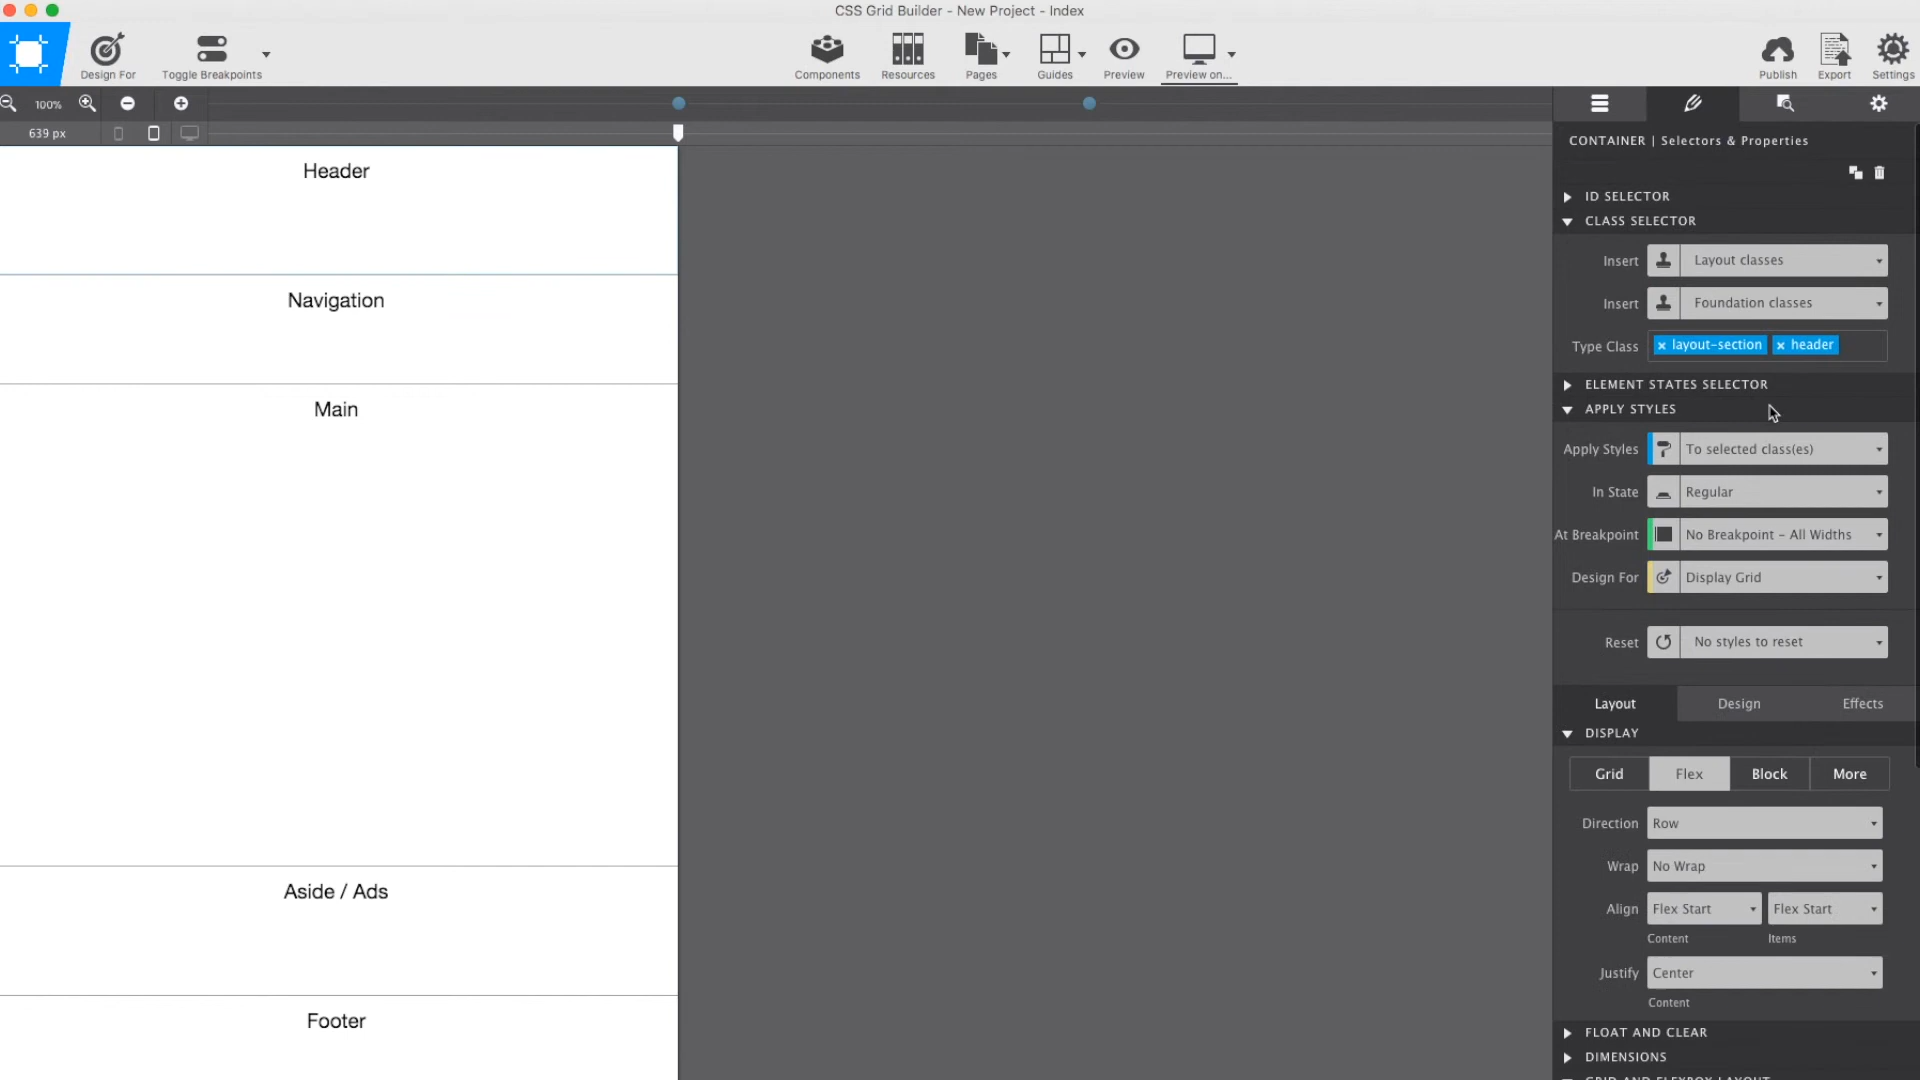 CSS Grid Builder - New Project - Index
Design For
Toggle Breakpoints
Components
Resources
Pages
Guides
Preview
Preview on...
Publish
Export
Settings
100%
639 px
Header
Navigation
Main
Aside / Ads
Footer
CONTAINER | Selectors & Properties
ID SELECTOR
CLASS SELECTOR
Insert Layout classes
Insert Foundation classes
Type Class × layout-section × header
ELEMENT STATES SELECTOR
APPLY STYLES
Apply Styles To selected class(es)
In State Regular
At Breakpoint No Breakpoint – All Widths
Design For Display Grid
Reset No styles to reset
Layout Design Effects
DISPLAY
Grid Flex Block More
Direction Row
Wrap No Wrap
Align Flex Start Flex Start
Content Items
Justify Center
Content
FLOAT AND CLEAR
DIMENSIONS
GRID AND FLEXBOX LAYOUT